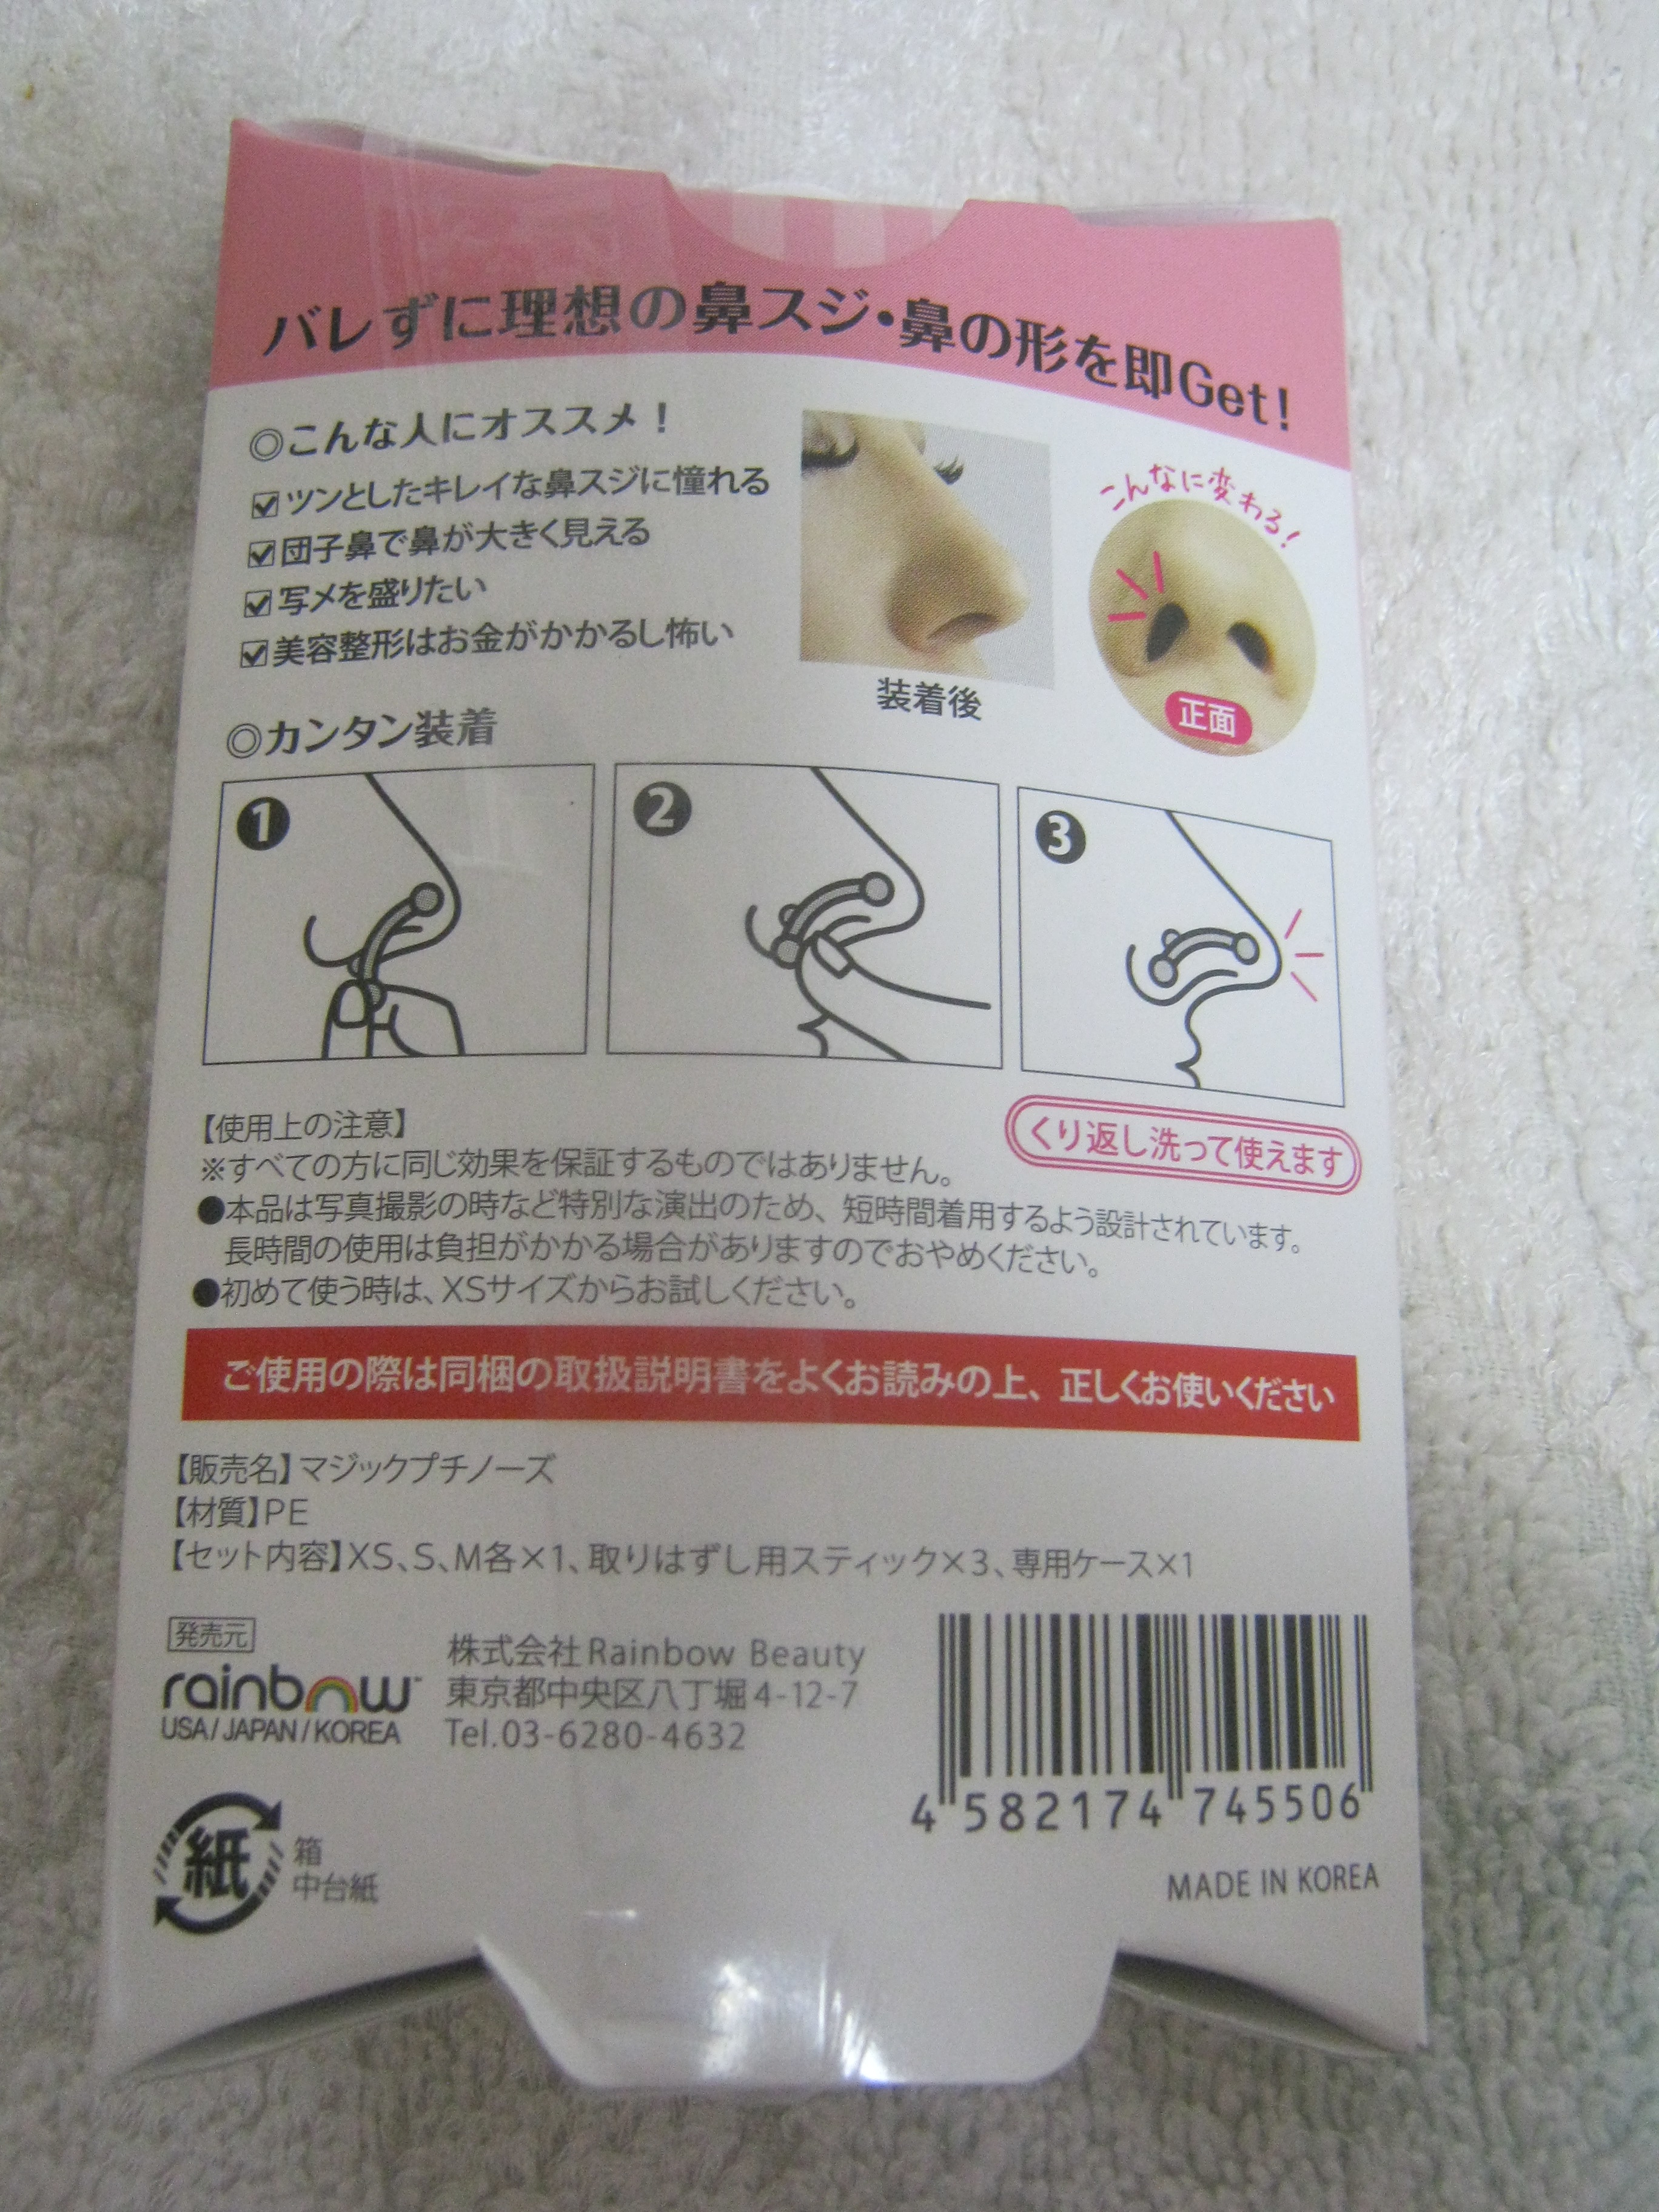 バレずに理想の鼻スジ・鼻の形を即Get!
◎こんな人にオススメ！
ツンとしたキレイな鼻スジに憧れる
団子鼻で鼻が大きく見える
写メを盛りたい
美容整形はお金がかかるし怖い
装着後
こんなに変わる!
正面
◎カンタン装着
1
2
3
くり返し洗って使えます
【使用上の注意】
※すべての方に同じ効果を保証するものではありません。
●本品は写真撮影の時など特別な演出のため、短時間着用するよう設計されています。
長時間の使用は負担がかかる場合がありますのでおやめください。
●初めて使う時は、XSサイズからお試しください。
ご使用の際は同梱の取扱説明書をよくお読みの上、正しくお使いください
【販売名】マジックプチノーズ
【材質】PE
【セット内容】XS、S、M各×1、取りはずし用スティック×3、専用ケース×1
発売元
rainbow™
USA/JAPAN/KOREA
株式会社Rainbow Beauty
東京都中央区八丁堀4-12-7
Tel.03-6280-4632
4 582174 745506
紙
箱
中台紙
MADE IN KOREA